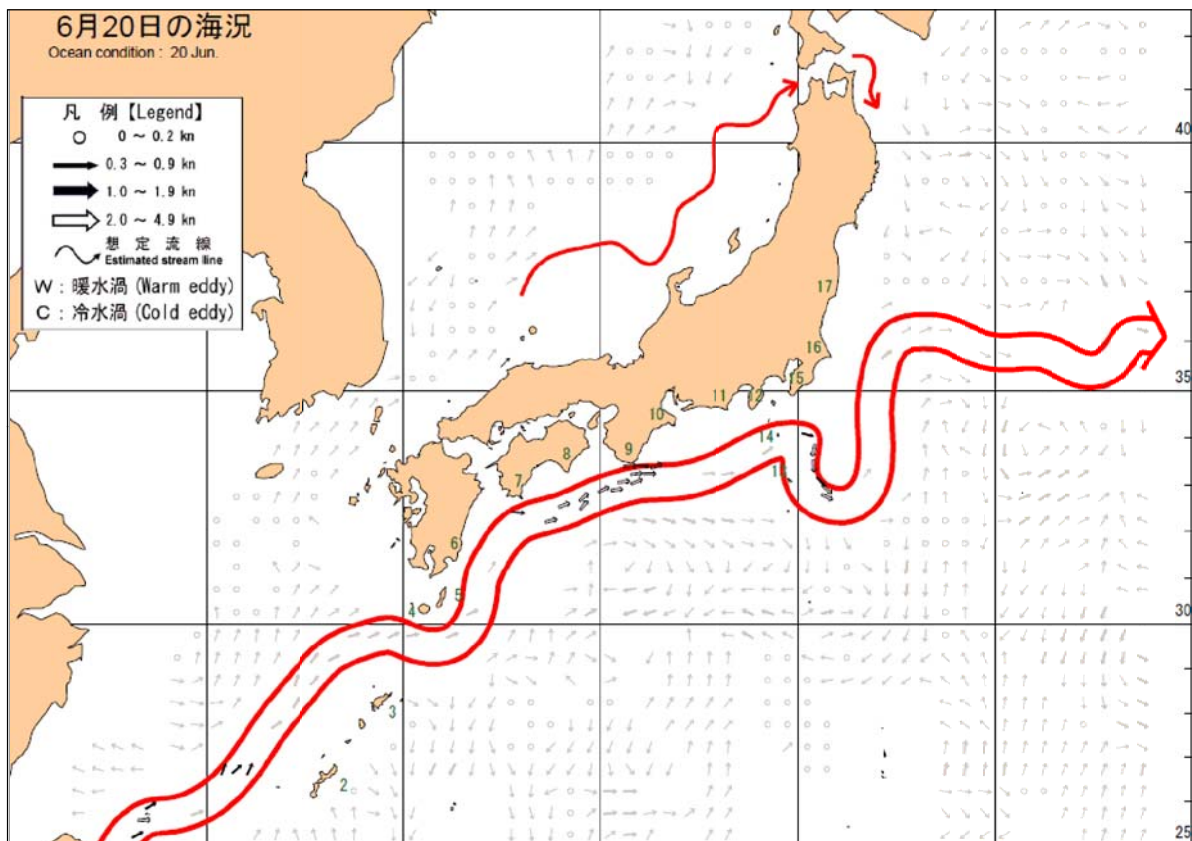 6月20日の海況
Ocean condition : 20 Jun.
凡 例【Legend】
0 ～ 0.2 kn
0.3 ～ 0.9 kn
1.0 ～ 1.9 kn
2.0 ～ 4.9 kn
想 定 流 線
Estimated stream line
W : 暖水渦 (Warm eddy)
C : 冷水渦 (Cold eddy)
40
17
16
35
15
12
11
10
14
9
8
7
6
5
4
30
3
2
25